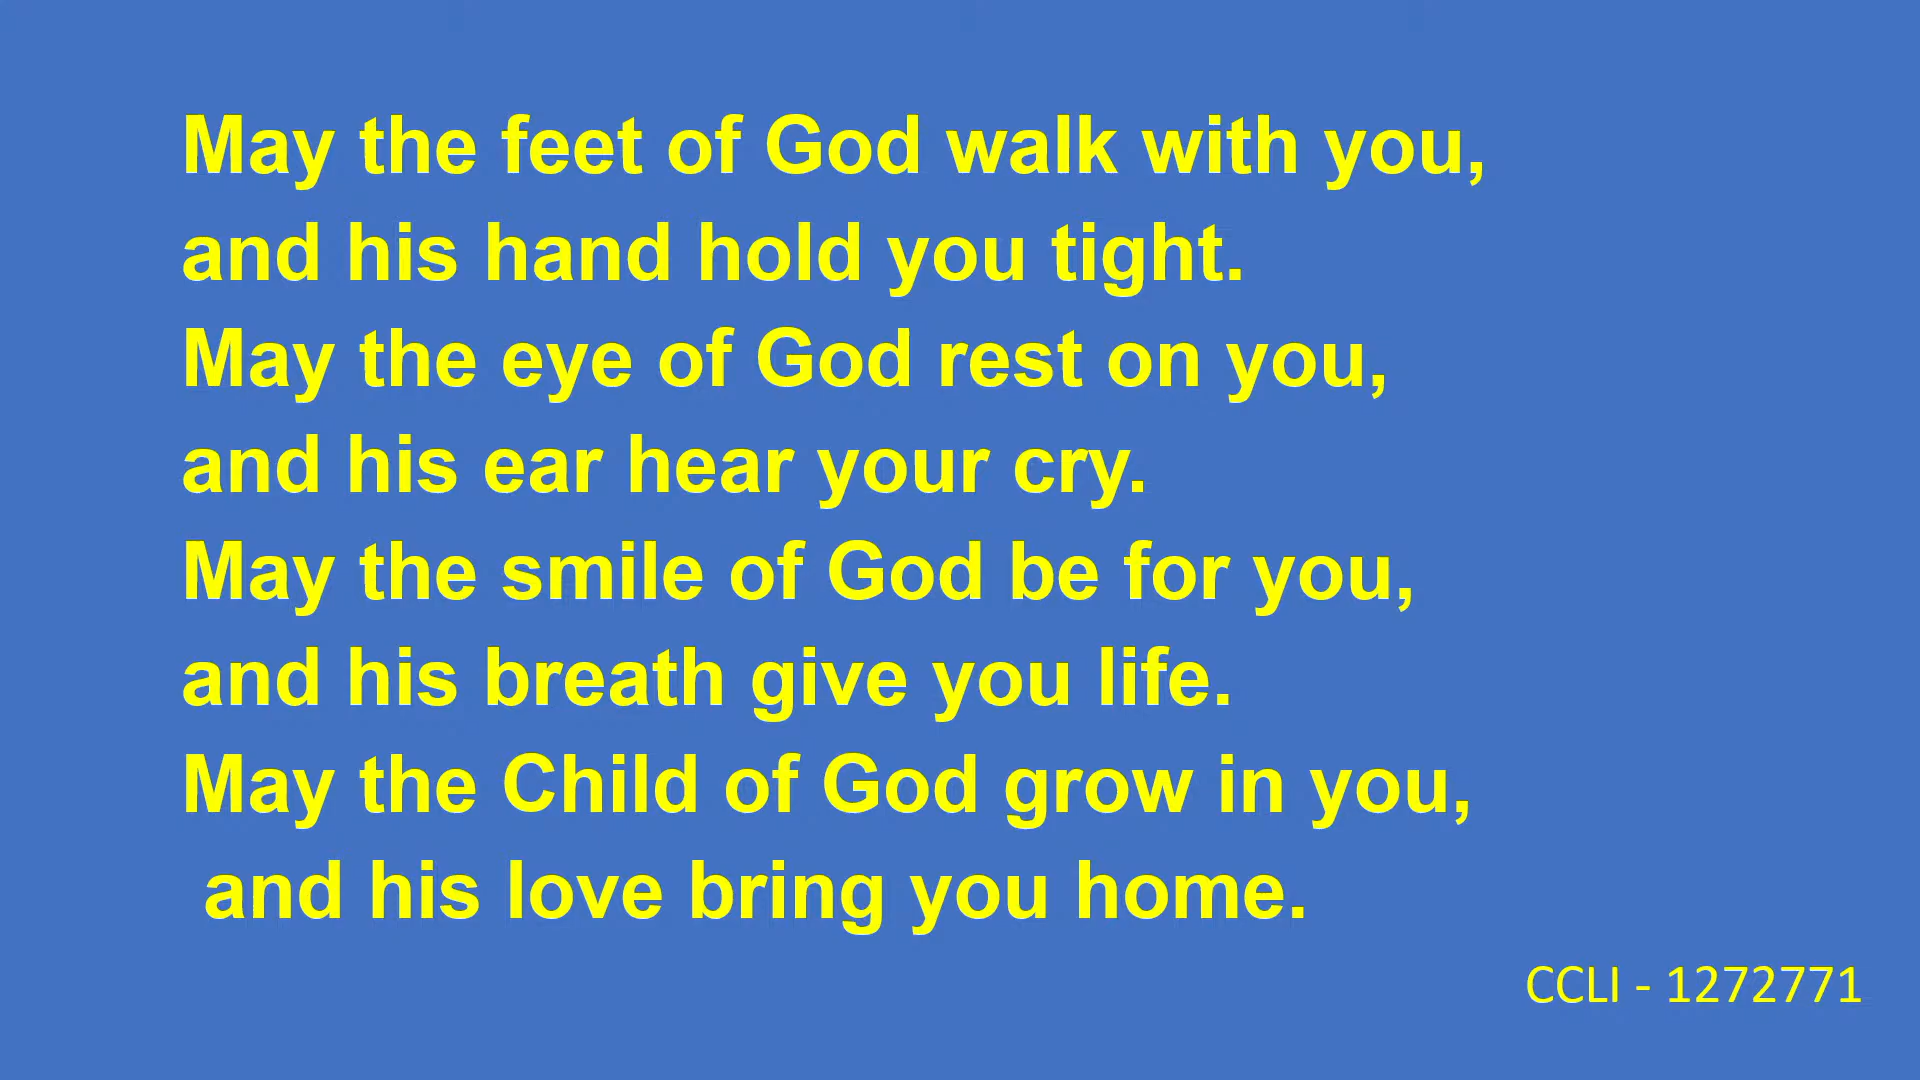 May the feet of God walk with you,
and his hand hold you tight.
May the eye of God rest on you,
and his ear hear your cry.
May the smile of God be for you,
and his breath give you life.
May the Child of God grow in you,
and his love bring you home.
CCLI - 1272771